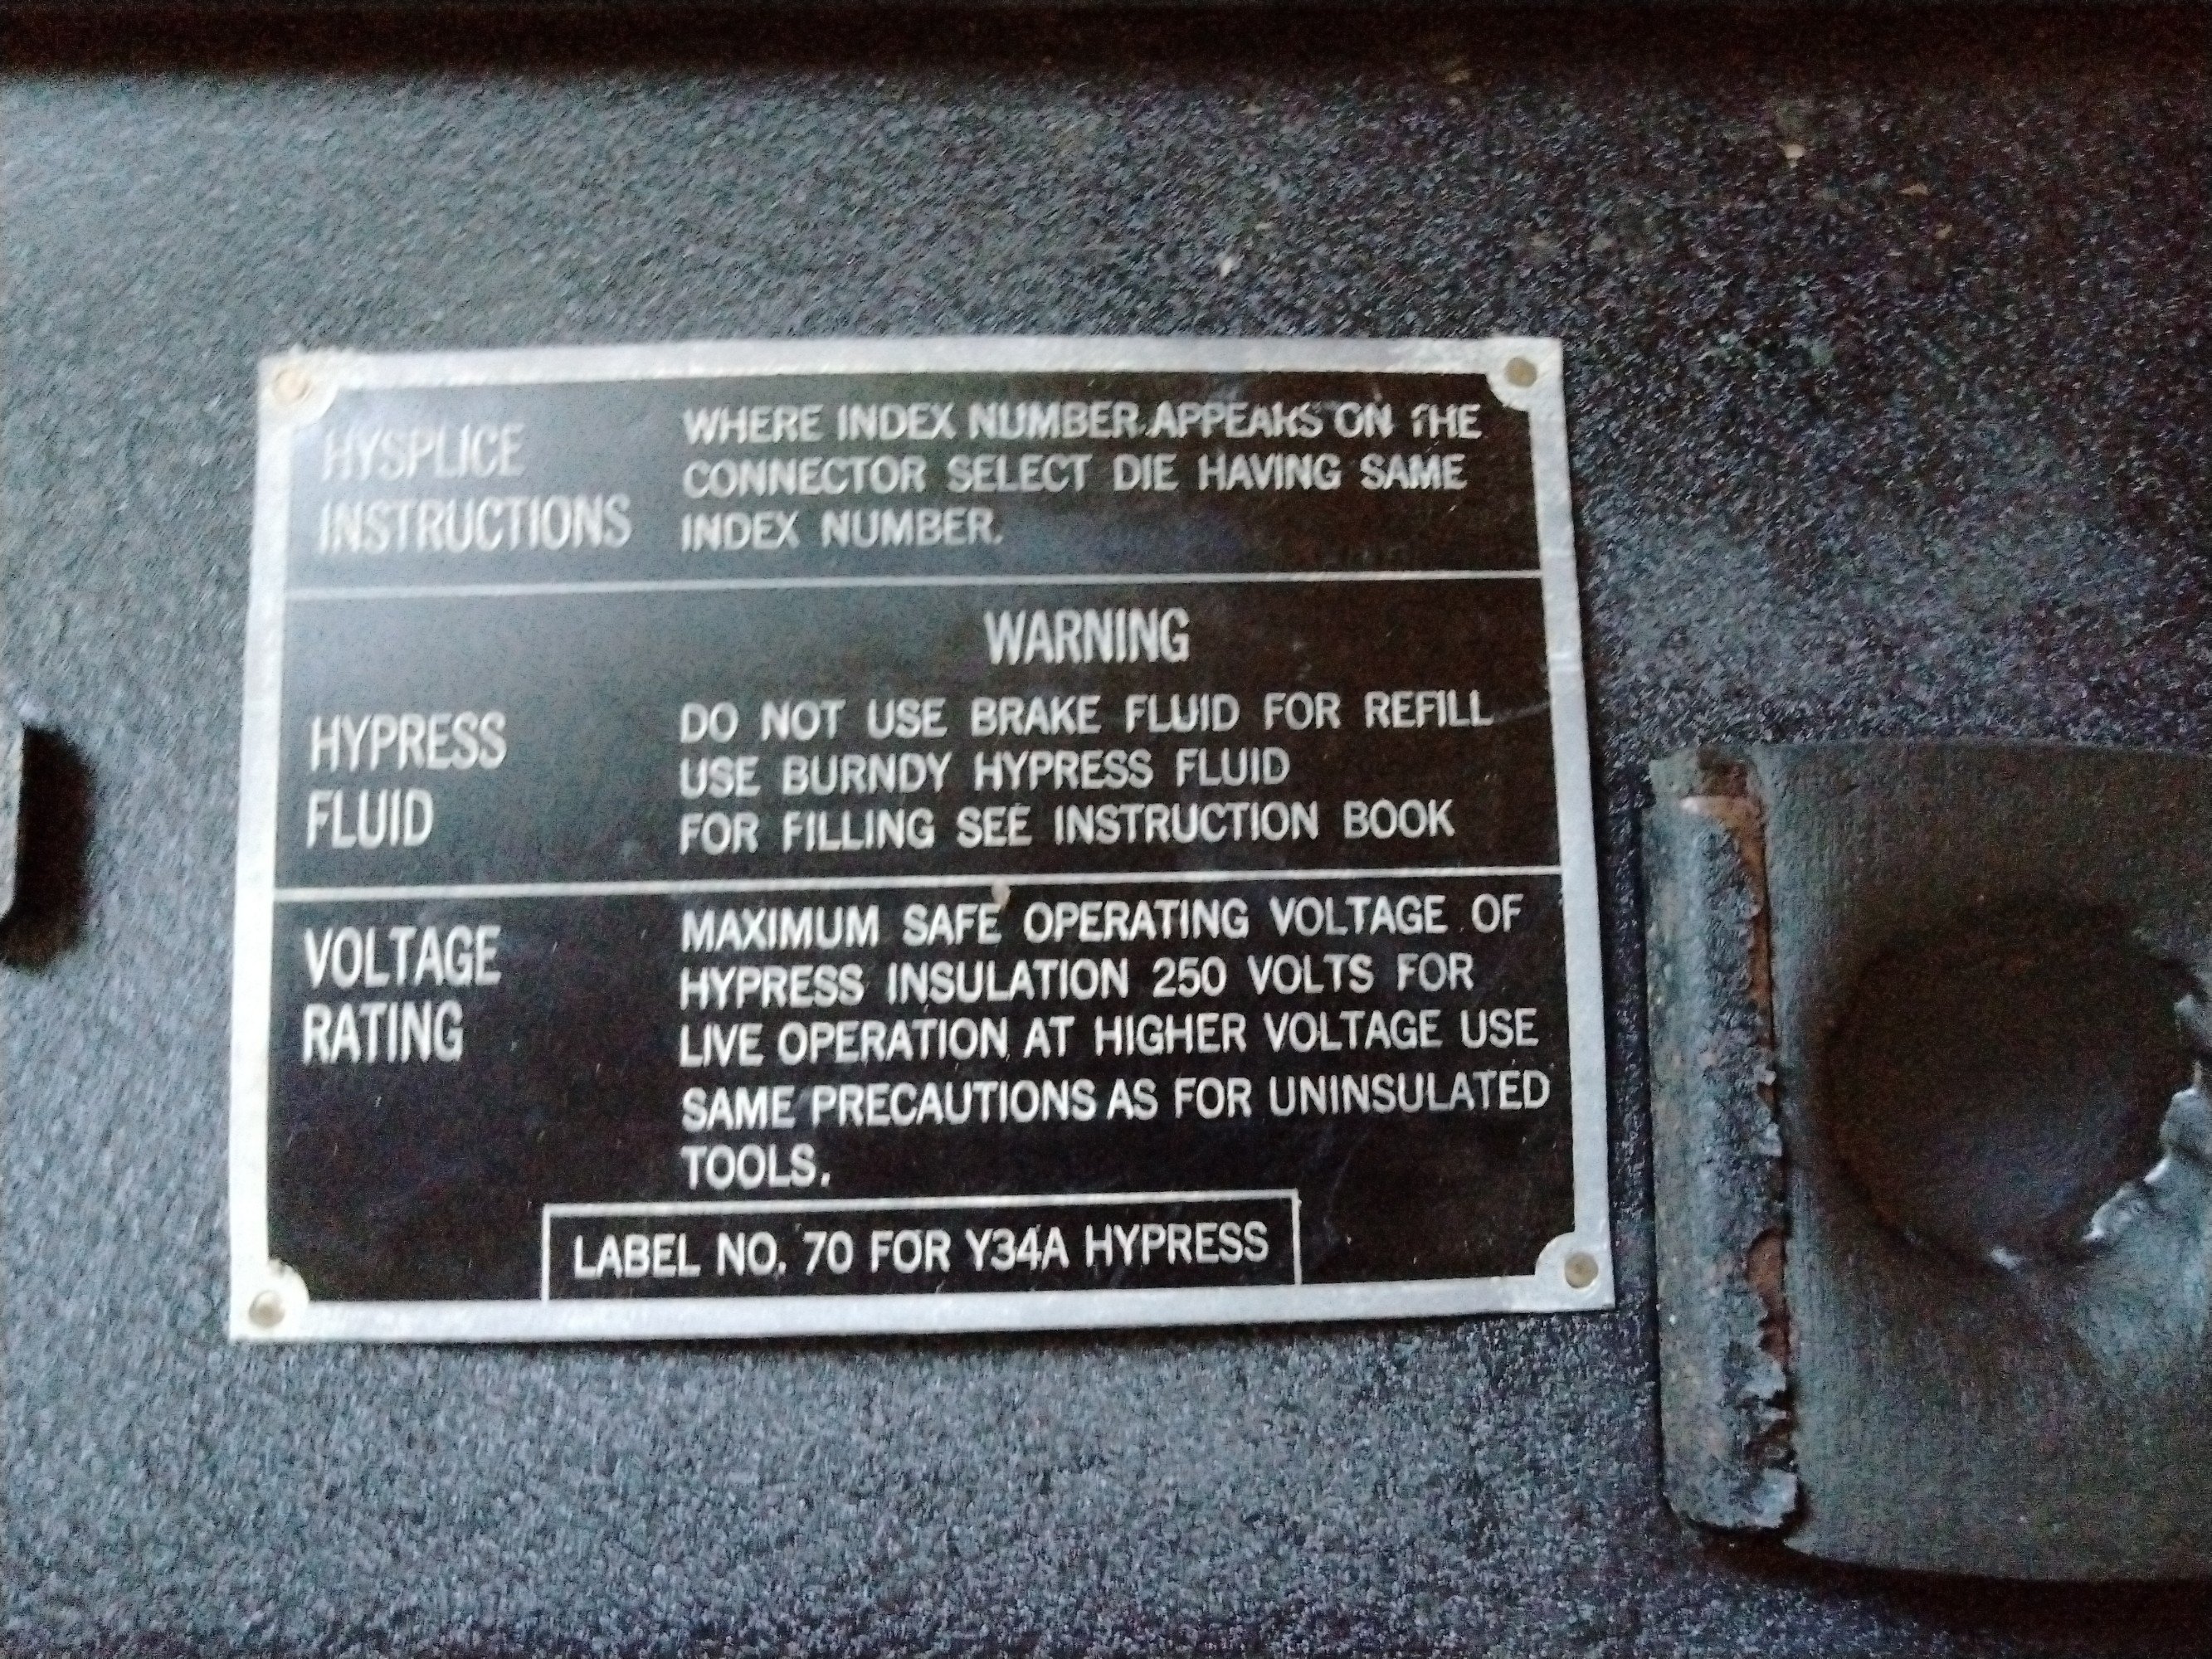 HYSPLICE
INSTRUCTIONS
WHERE INDEX NUMBER APPEARS ON THE
CONNECTOR SELECT DIE HAVING SAME
INDEX NUMBER.
WARNING
HYPRESS
FLUID
DO NOT USE BRAKE FLUID FOR REFILL
USE BURNDY HYPRESS FLUID
FOR FILLING SEE INSTRUCTION BOOK
VOLTAGE
RATING
MAXIMUM SAFE OPERATING VOLTAGE OF
HYPRESS INSULATION 250 VOLTS FOR
LIVE OPERATION AT HIGHER VOLTAGE USE
SAME PRECAUTIONS AS FOR UNINSULATED
TOOLS.
LABEL NO. 70 FOR Y34A HYPRESS